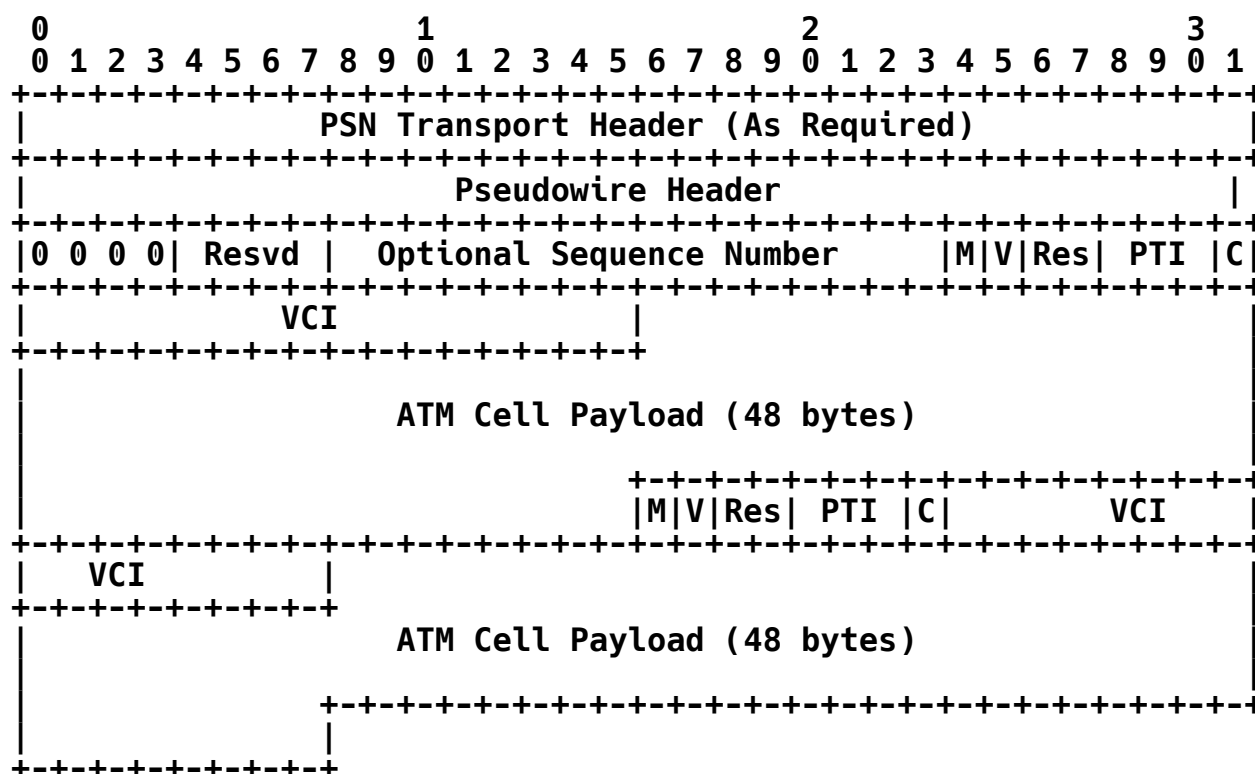 0                   1                   2                   3
 0 1 2 3 4 5 6 7 8 9 0 1 2 3 4 5 6 7 8 9 0 1 2 3 4 5 6 7 8 9 0 1
+-+-+-+-+-+-+-+-+-+-+-+-+-+-+-+-+-+-+-+-+-+-+-+-+-+-+-+-+-+-+-+-+
|               PSN Transport Header (As Required)              |
+-+-+-+-+-+-+-+-+-+-+-+-+-+-+-+-+-+-+-+-+-+-+-+-+-+-+-+-+-+-+-+-+
|                      Pseudowire Header                       |
+-+-+-+-+-+-+-+-+-+-+-+-+-+-+-+-+-+-+-+-+-+-+-+-+-+-+-+-+-+-+-+-+
|0 0 0 0| Resvd |  Optional Sequence Number     |M|V|Res| PTI |C|
+-+-+-+-+-+-+-+-+-+-+-+-+-+-+-+-+-+-+-+-+-+-+-+-+-+-+-+-+-+-+-+-+
|             VCI               |                               |
+-+-+-+-+-+-+-+-+-+-+-+-+-+-+-+-+                               |
|                                                               |
|                   ATM Cell Payload (48 bytes)                 |
|                                                               |
|                               +-+-+-+-+-+-+-+-+-+-+-+-+-+-+-+-+
|                               |M|V|Res| PTI |C|        VCI    |
+-+-+-+-+-+-+-+-+-+-+-+-+-+-+-+-+-+-+-+-+-+-+-+-+-+-+-+-+-+-+-+-+
|   VCI         |                                               |
+-+-+-+-+-+-+-+-+                                               |
|                   ATM Cell Payload (48 bytes)                 |
|                                                               |
|               +-+-+-+-+-+-+-+-+-+-+-+-+-+-+-+-+-+-+-+-+-+-+-+-+
|               |
+-+-+-+-+-+-+-+-+